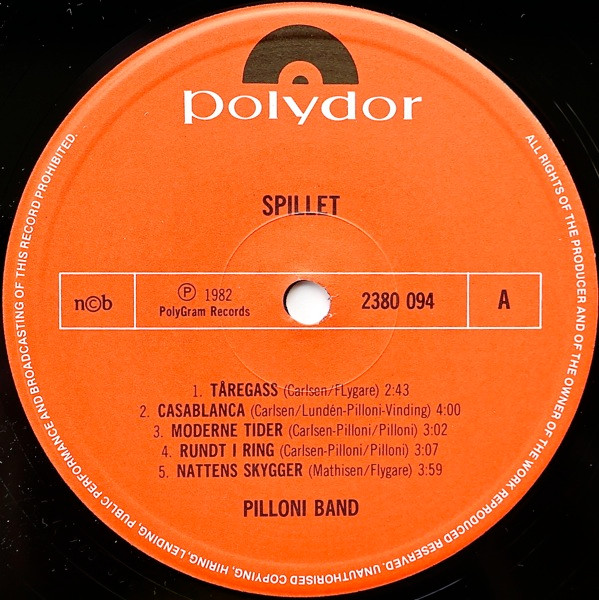 polydor
SPILLET
n©b
Ⓟ 1982
PolyGram Records
2380 094
A
1. TÅREGASS (Carlsen/FLygare) 2:43
2. CASABLANCA (Carlsen/Lundén-Pilloni-Vinding) 4:00
3. MODERNE TIDER (Carlsen-Pilloni/Pilloni) 3:02
4. RUNDT I RING (Carlsen-Pilloni/Pilloni) 3:07
5. NATTENS SKYGGER (Mathisen/Flygare) 3:59
PILLONI BAND
ALL RIGHTS OF THE PRODUCER AND OF THE OWNER OF THE WORK REPRODUCED RESERVED. UNAUTHORISED COPYING, HIRING, LENDING, PUBLIC PERFORMANCE AND BROADCASTING OF THIS RECORD PROHIBITED.